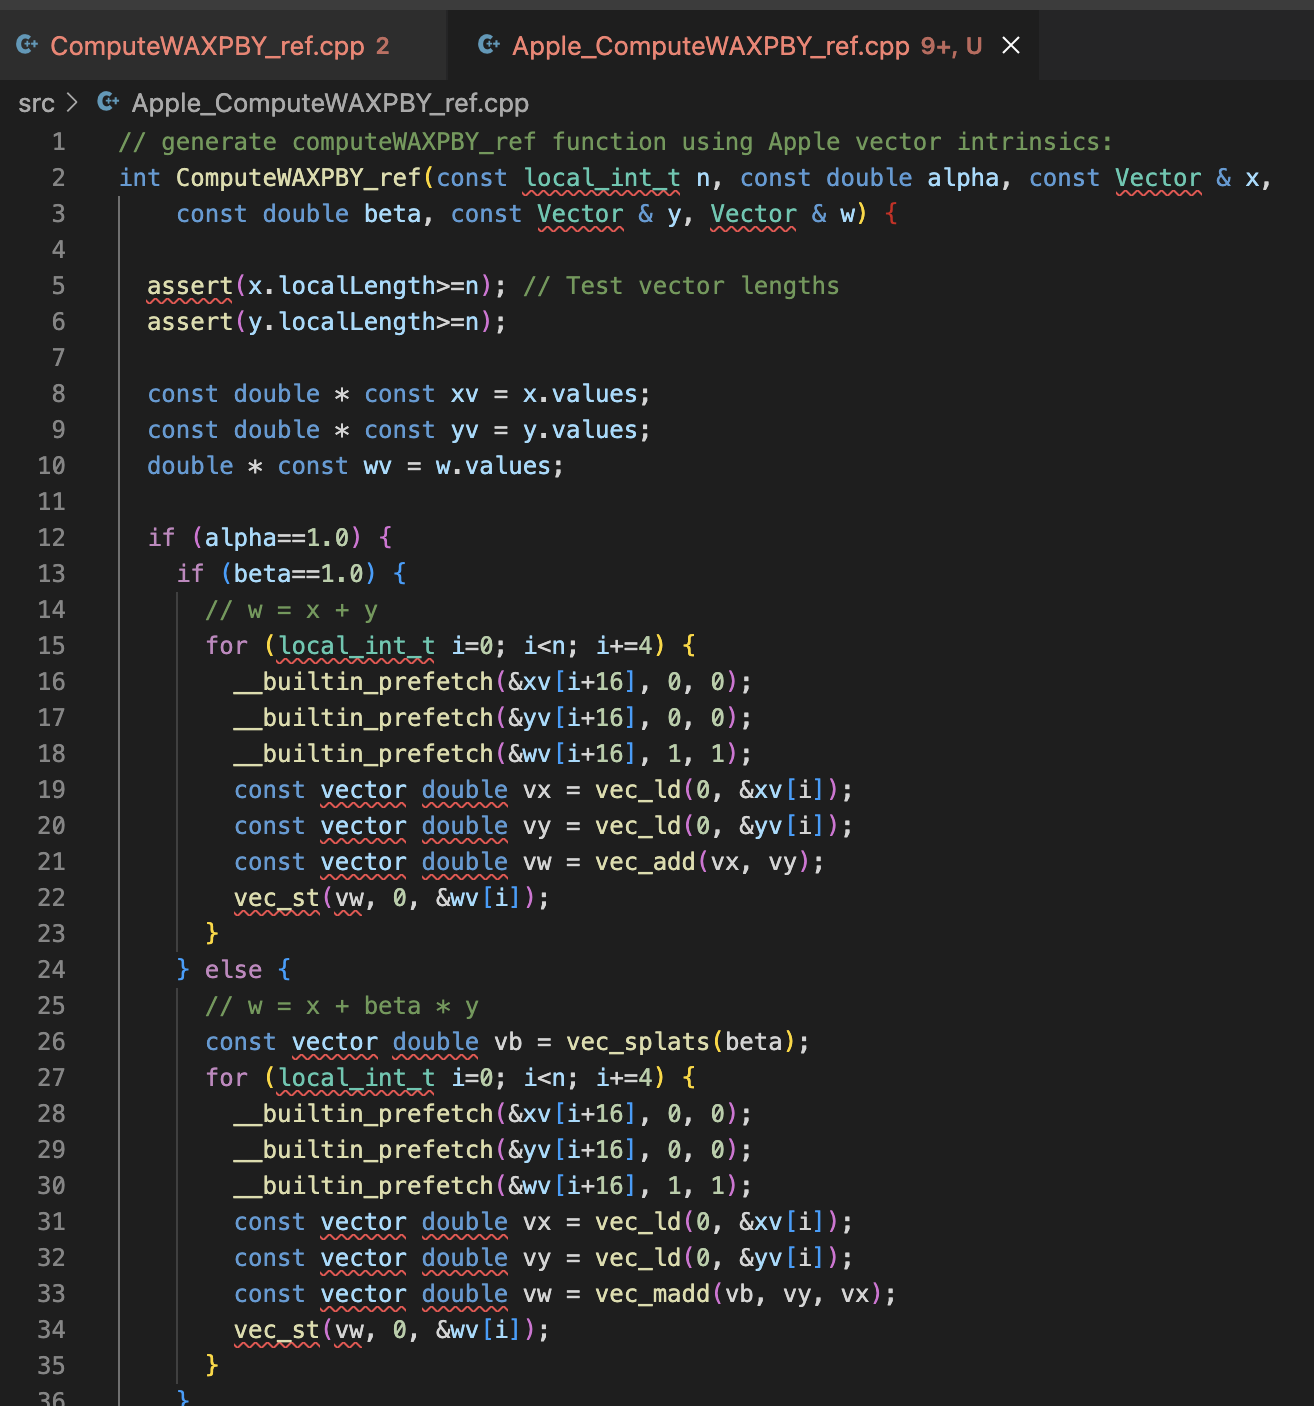 ComputeWAXPBY_ref.cpp 2
Apple_ComputeWAXPBY_ref.cpp 9+, U
src > Apple_ComputeWAXPBY_ref.cpp
1 // generate computeWAXPBY_ref function using Apple vector intrinsics:
2 int ComputeWAXPBY_ref(const local_int_t n, const double alpha, const Vector & x,
3 const double beta, const Vector & y, Vector & w) {
4
5 assert(x.localLength>=n); // Test vector lengths
6 assert(y.localLength>=n);
7
8 const double * const xv = x.values;
9 const double * const yv = y.values;
10 double * const wv = w.values;
11
12 if (alpha==1.0) {
13 if (beta==1.0) {
14 // w = x + y
15 for (local_int_t i=0; i<n; i+=4) {
16 __builtin_prefetch(&xv[i+16], 0, 0);
17 __builtin_prefetch(&yv[i+16], 0, 0);
18 __builtin_prefetch(&wv[i+16], 1, 1);
19 const vector double vx = vec_ld(0, &xv[i]);
20 const vector double vy = vec_ld(0, &yv[i]);
21 const vector double vw = vec_add(vx, vy);
22 vec_st(vw, 0, &wv[i]);
23 }
24 } else {
25 // w = x + beta * y
26 const vector double vb = vec_splats(beta);
27 for (local_int_t i=0; i<n; i+=4) {
28 __builtin_prefetch(&xv[i+16], 0, 0);
29 __builtin_prefetch(&yv[i+16], 0, 0);
30 __builtin_prefetch(&wv[i+16], 1, 1);
31 const vector double vx = vec_ld(0, &xv[i]);
32 const vector double vy = vec_ld(0, &yv[i]);
33 const vector double vw = vec_madd(vb, vy, vx);
34 vec_st(vw, 0, &wv[i]);
35 }
36 }